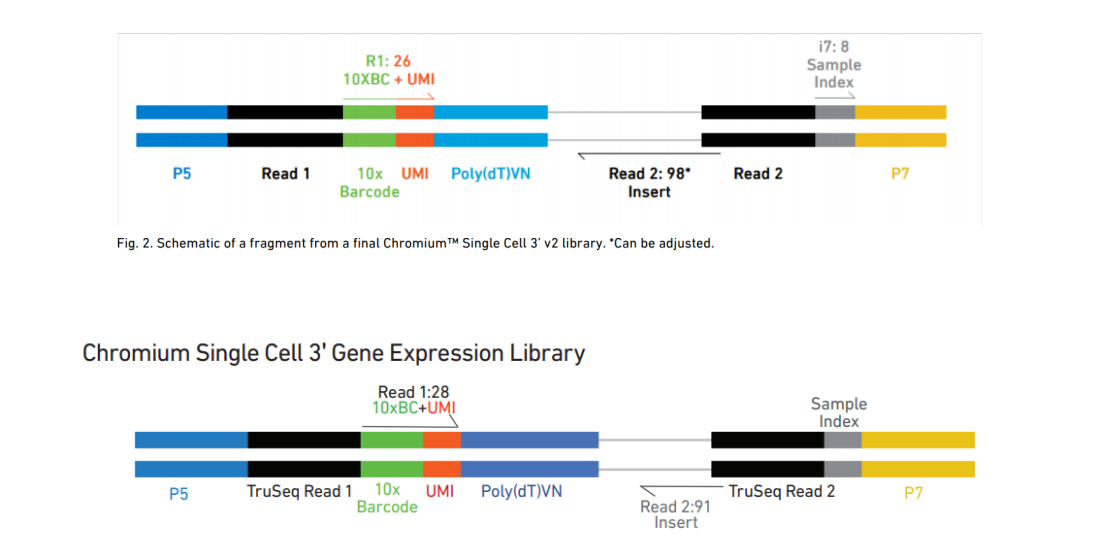 R1: 26
10XBC + UMI
i7: 8
Sample
Index
P5
Read 1
10x
Barcode
UMI
Poly(dT)VN
Read 2: 98*
Insert
Read 2
P7
Fig. 2. Schematic of a fragment from a final Chromium™ Single Cell 3' v2 library. *Can be adjusted.
Chromium Single Cell 3' Gene Expression Library
Read 1:28
10xBC+UMI
Sample
Index
P5
TruSeq Read 1
10x
Barcode
UMI
Poly(dT)VN
Read 2:91
Insert
TruSeq Read 2
P7